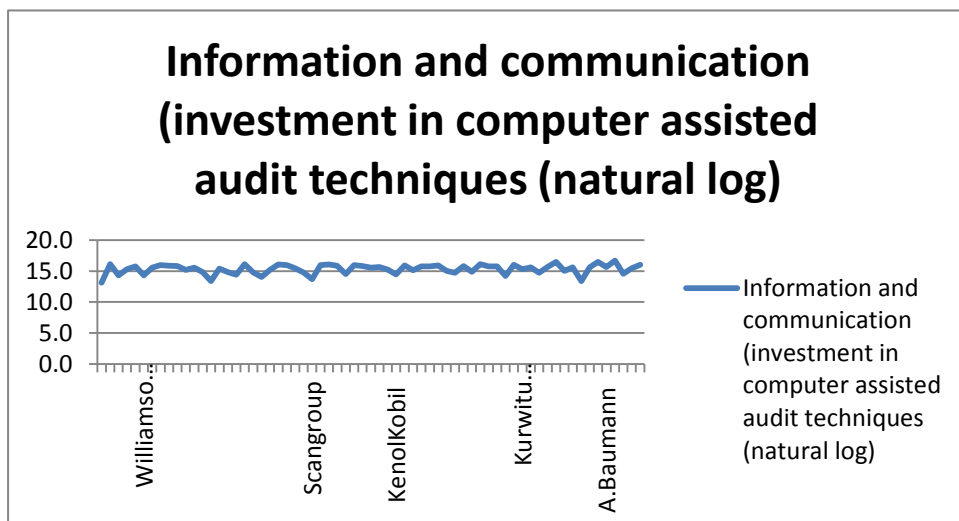 Information and communication
(investment in computer assisted
audit techniques (natural log)
20.0
15.0
10.0
5.0
0.0
Williamso…
Scangroup
KenolKobil
Kurwitu…
A.Baumann
Information and
communication
(investment in
computer assisted
audit techniques
(natural log)